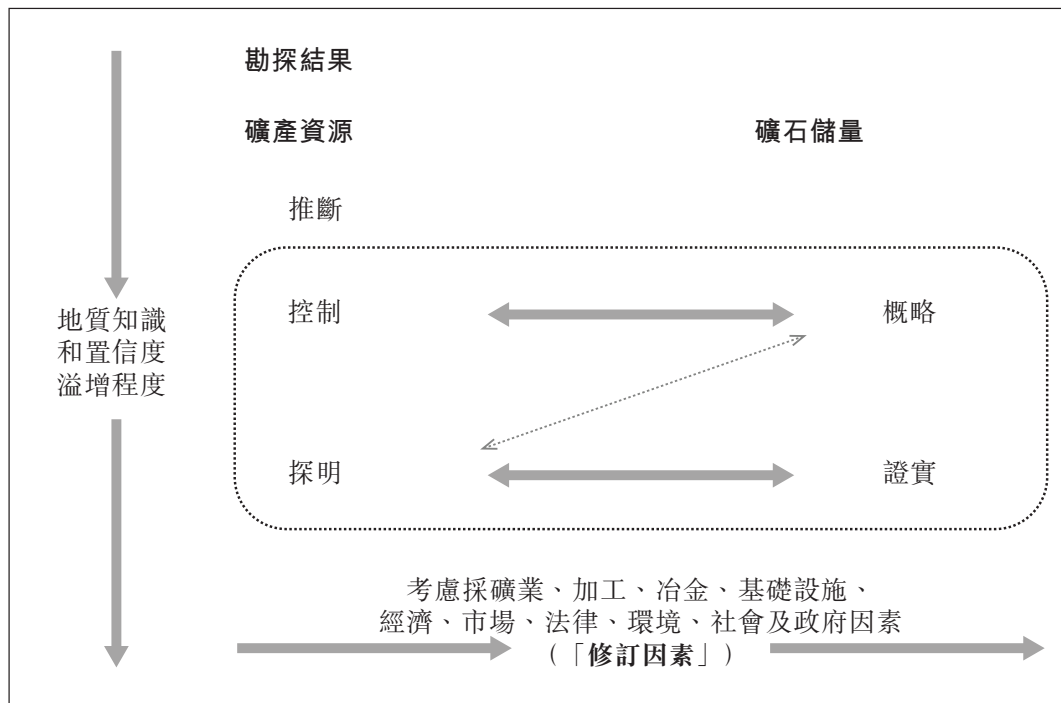 勘探結果
礦產資源
礦石儲量
推斷
控制
概略
地質知識
和置信度
溢增程度
探明
證實
考慮採礦業、加工、冶金、基礎設施、
經濟、市場、法律、環境、社會及政府因素
(「修訂因素」)